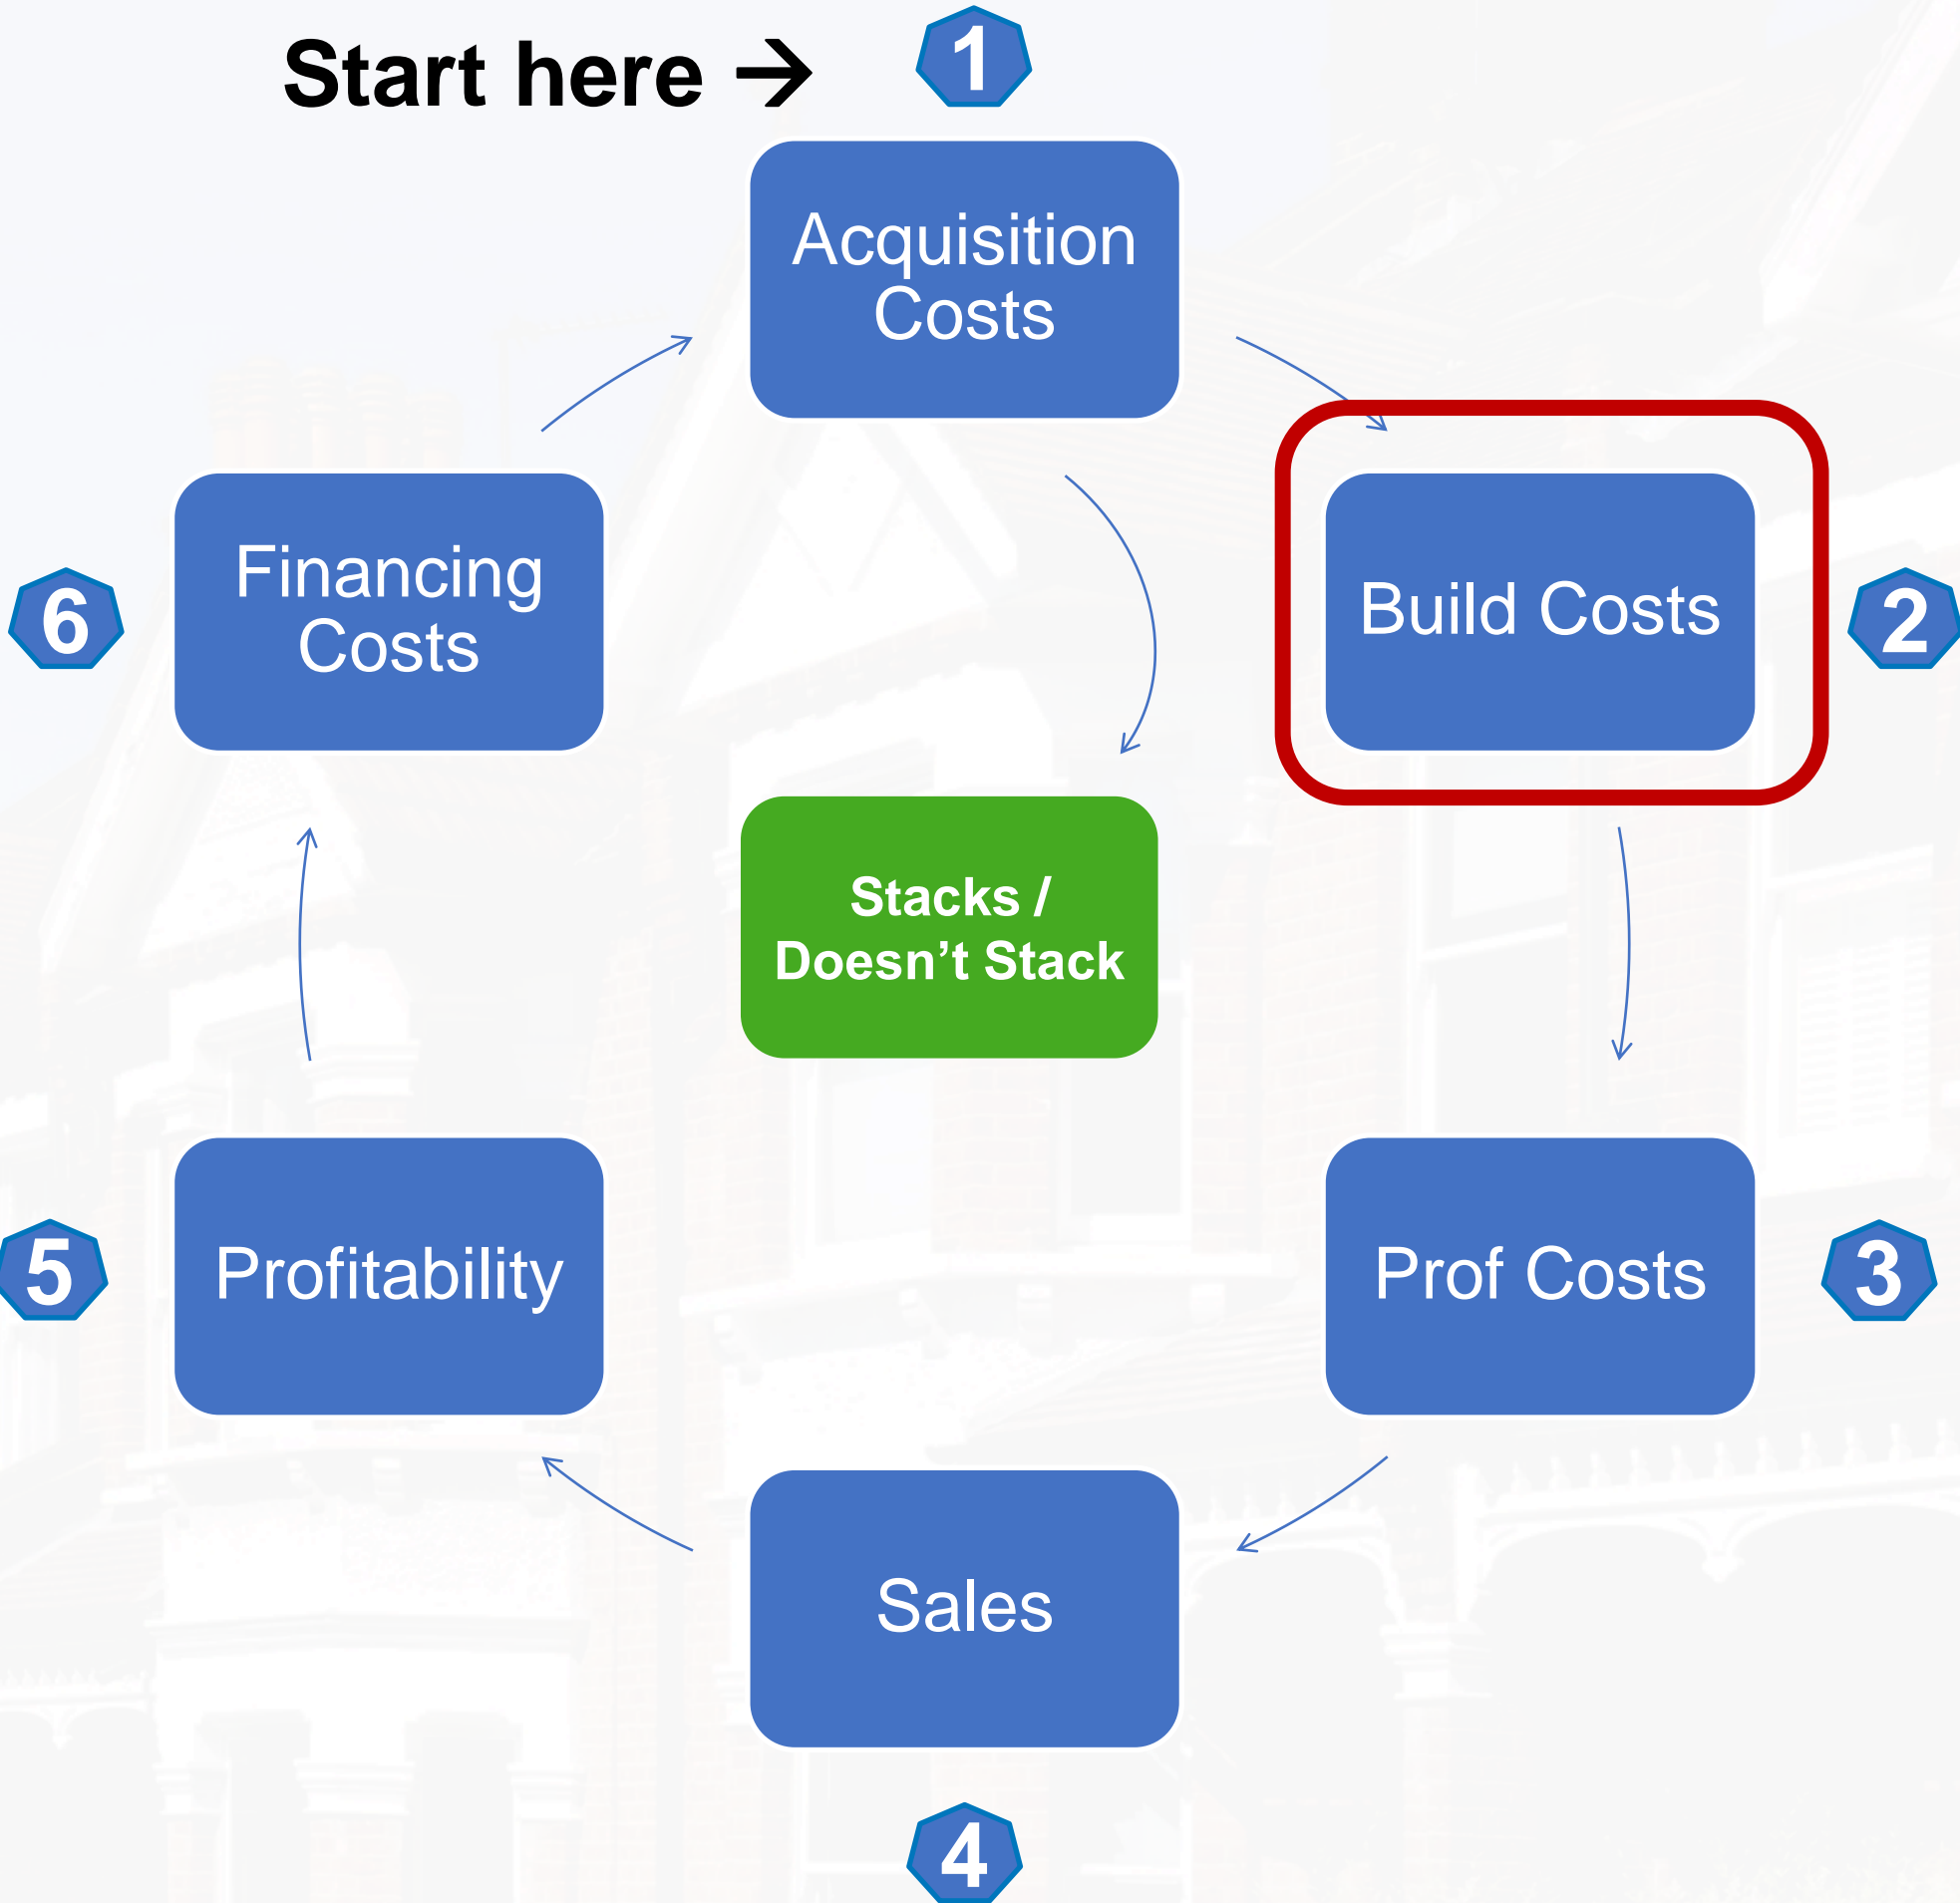 Start here →
1
Acquisition
Costs
Build Costs
2
Prof Costs
3
Sales
4
Profitability
5
Financing
Costs
6
Stacks /
Doesn’t Stack